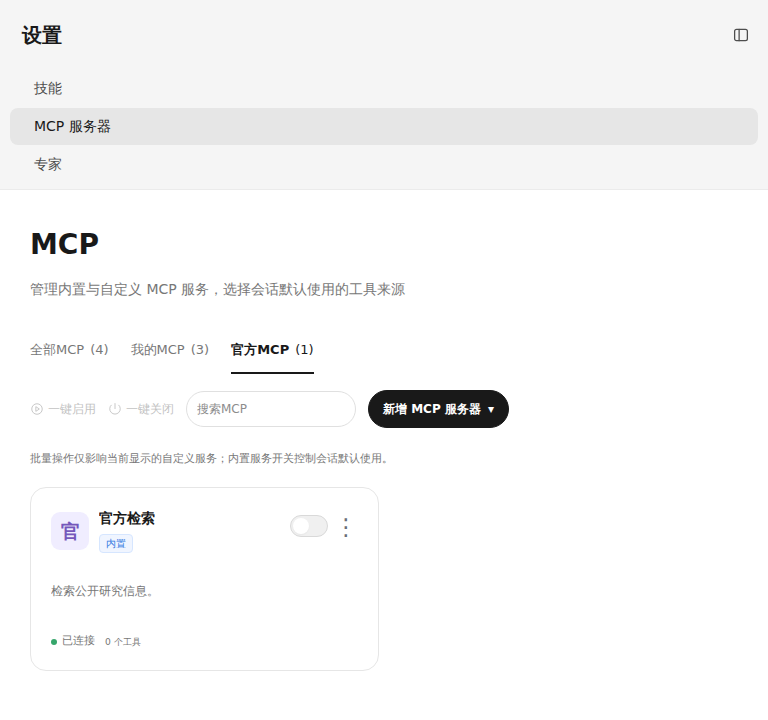 设置
技能
MCP 服务器
专家
MCP
管理内置与自定义 MCP 服务，选择会话默认使用的工具来源
全部MCP (4) 我的MCP (3) 官方MCP (1)
一键启用 一键关闭 搜索MCP 新增 MCP 服务器 ▾
批量操作仅影响当前显示的自定义服务；内置服务开关控制会话默认使用。
官 官方检索
内置
检索公开研究信息。
已连接 0 个工具